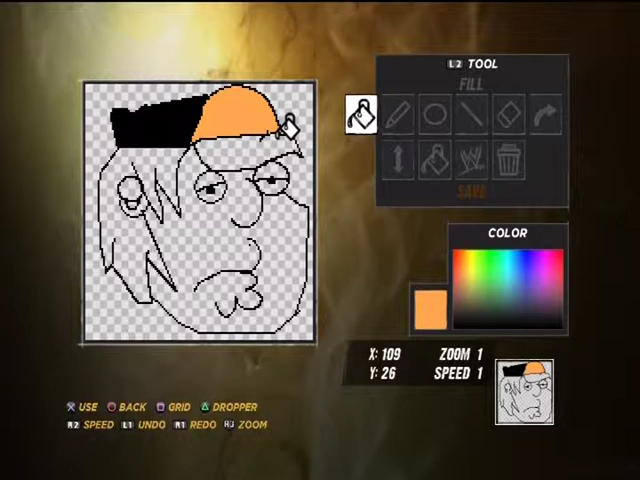 L2 TOOL
FILL
SAVE
COLOR
X: 109 ZOOM 1
Y: 26 SPEED 1
USE BACK GRID DROPPER
R2 SPEED L1 UNDO R1 REDO R3 ZOOM